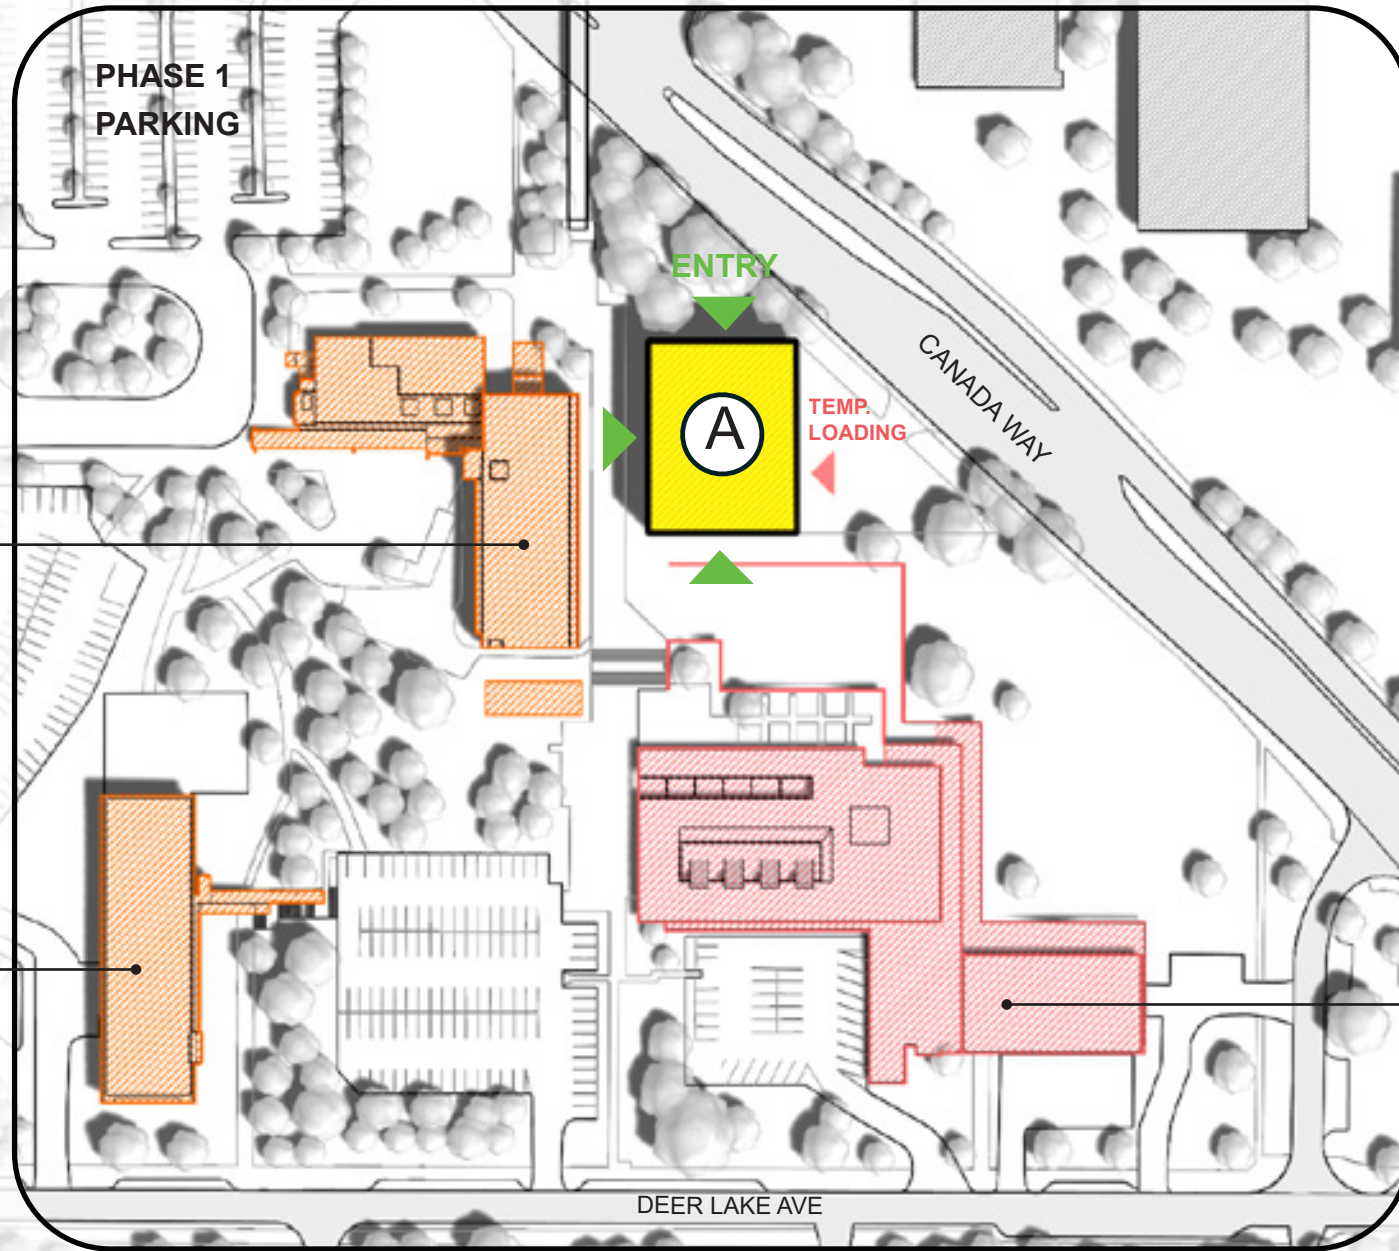 PHASE 1
PARKING
ENTRY
CANADA WAY
TEMP.
LOADING
A
DEER LAKE AVE